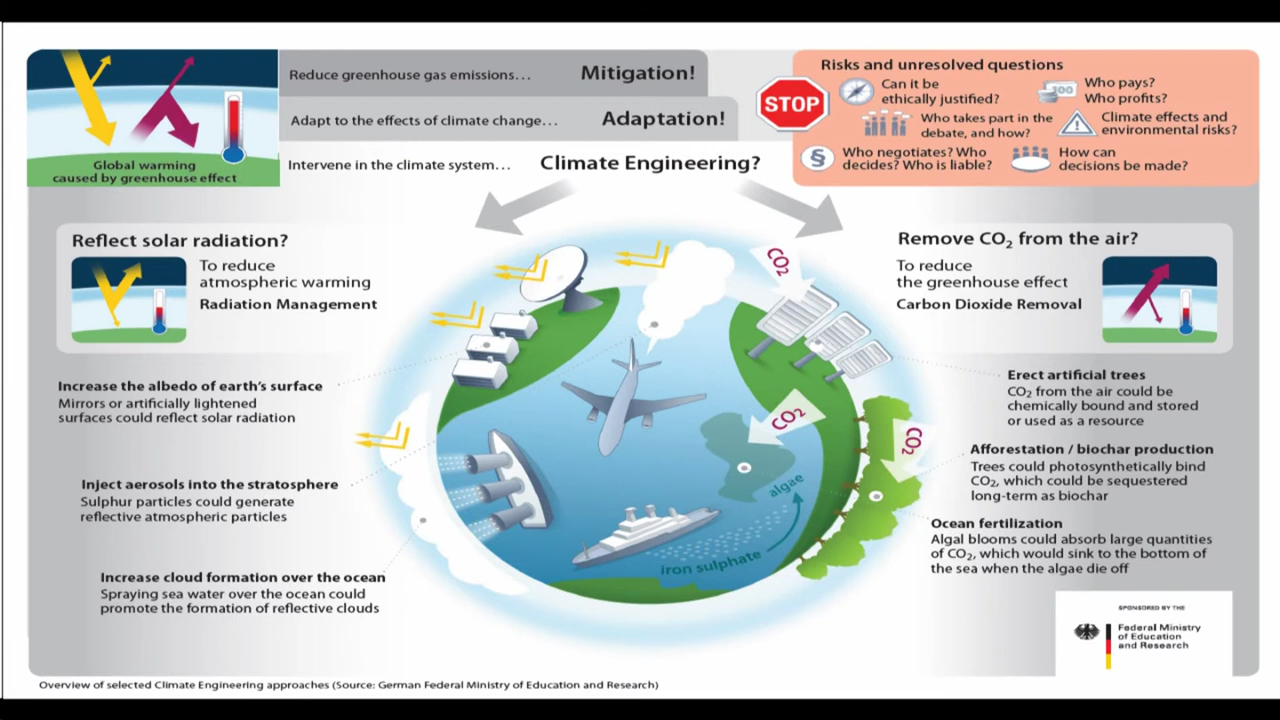 Global warming
caused by greenhouse effect
Reduce greenhouse gas emissions… Mitigation!
Adapt to the effects of climate change… Adaptation!
Intervene in the climate system… Climate Engineering?
STOP
Risks and unresolved questions
Can it be
ethically justified?
100
Who pays?
Who profits?
Who takes part in the
debate, and how?
Climate effects and
environmental risks?
§
Who negotiates? Who
decides? Who is liable?
How can
decisions be made?
Reflect solar radiation?
To reduce
atmospheric warming
Radiation Management
Increase the albedo of earth's surface
Mirrors or artificially lightened
surfaces could reflect solar radiation
Inject aerosols into the stratosphere
Sulphur particles could generate
reflective atmospheric particles
Increase cloud formation over the ocean
Spraying sea water over the ocean could
promote the formation of reflective clouds
CO₂
CO₂
CO₂
algae
iron sulphate
Remove CO₂ from the air?
To reduce
the greenhouse effect
Carbon Dioxide Removal
Erect artificial trees
CO₂ from the air could be
chemically bound and stored
or used as a resource
Afforestation / biochar production
Trees could photosynthetically bind
CO₂, which could be sequestered
long-term as biochar
Ocean fertilization
Algal blooms could absorb large quantities
of CO₂, which would sink to the bottom of
the sea when the algae die off
SPONSORED BY THE
Federal Ministry
of Education
and Research
Overview of selected Climate Engineering approaches (Source: German Federal Ministry of Education and Research)